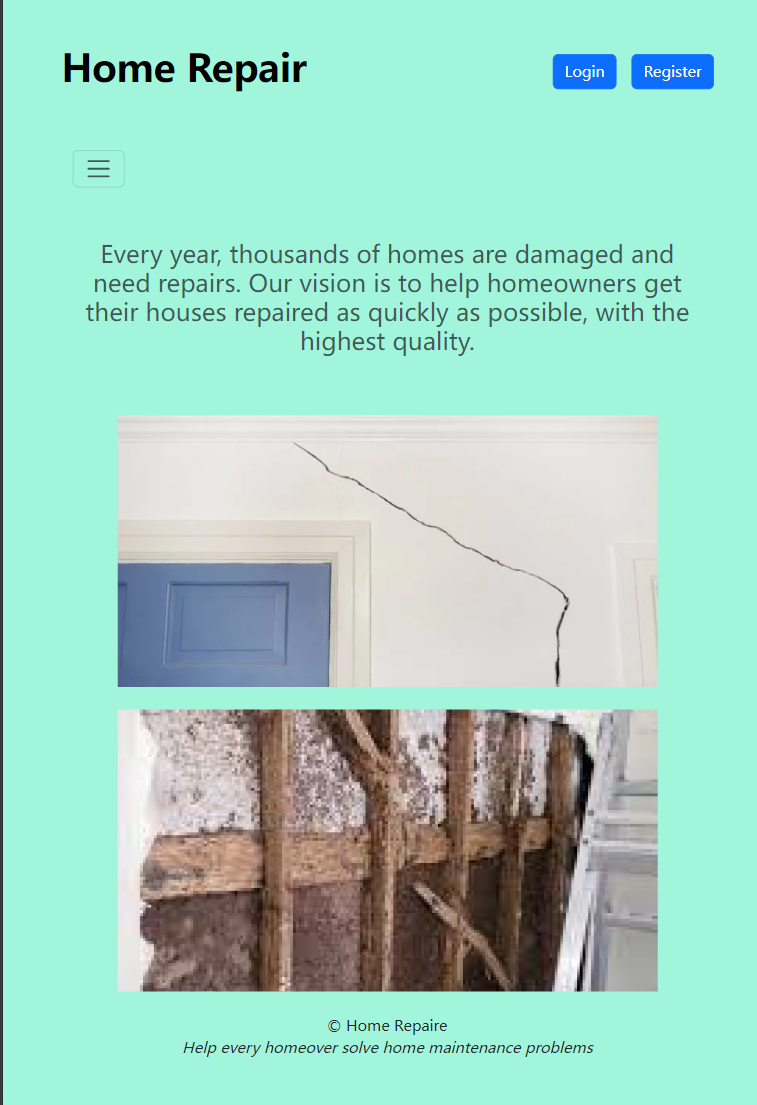 Home Repair
Login
Register
Every year, thousands of homes are damaged and
need repairs. Our vision is to help homeowners get
their houses repaired as quickly as possible, with the
highest quality.
© Home Repaire
Help every homeover solve home maintenance problems